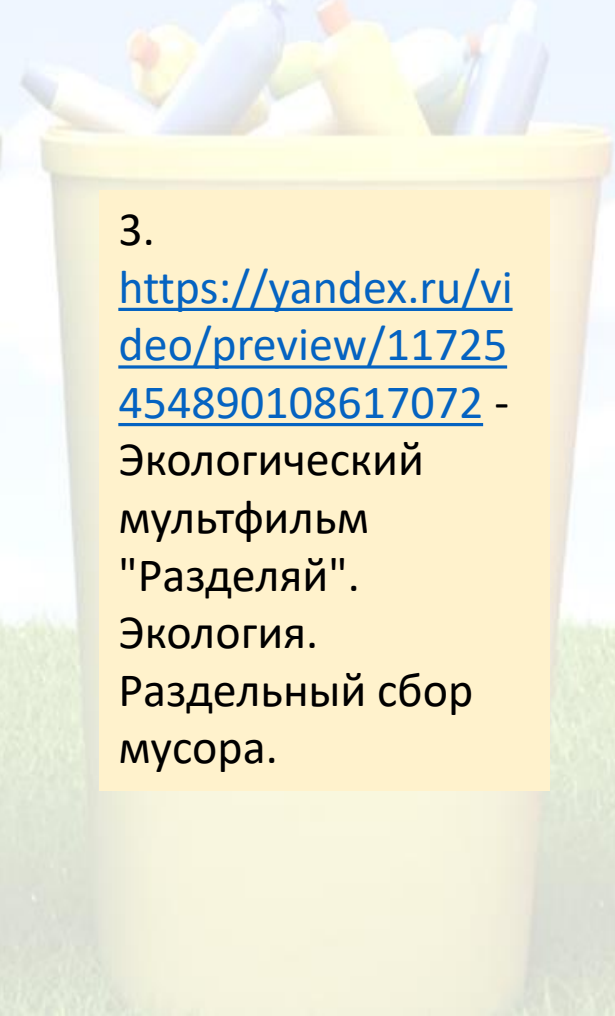 3.
https://yandex.ru/vi
deo/preview/11725
454890108617072 -
Экологический
мультфильм
"Разделяй".
Экология.
Раздельный сбор
мусора.